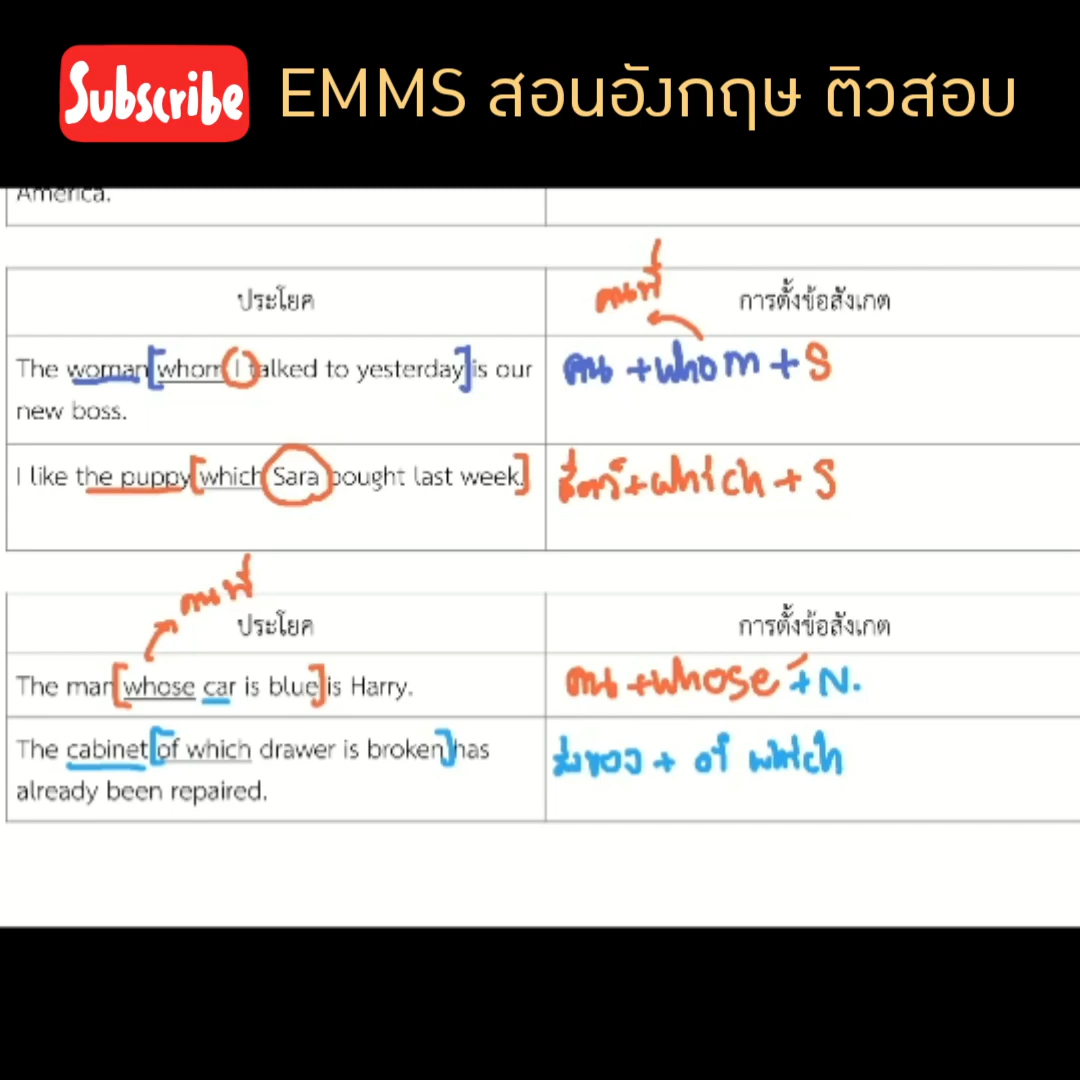 Subscribe EMMS สอนอังกฤษ ติวสอบ
America.
คนที่
ประโยค การตั้งข้อสังเกต
The woman whom I talked to yesterday is our คน + whom + S
new boss.
I like the puppy which Sara bought last week. สัตว์ + which + S
คนที่
ประโยค การตั้งข้อสังเกต
The man whose car is blue is Harry. คน + whose + N.
The cabinet of which drawer is broken has สิ่งของ + of which
already been repaired.